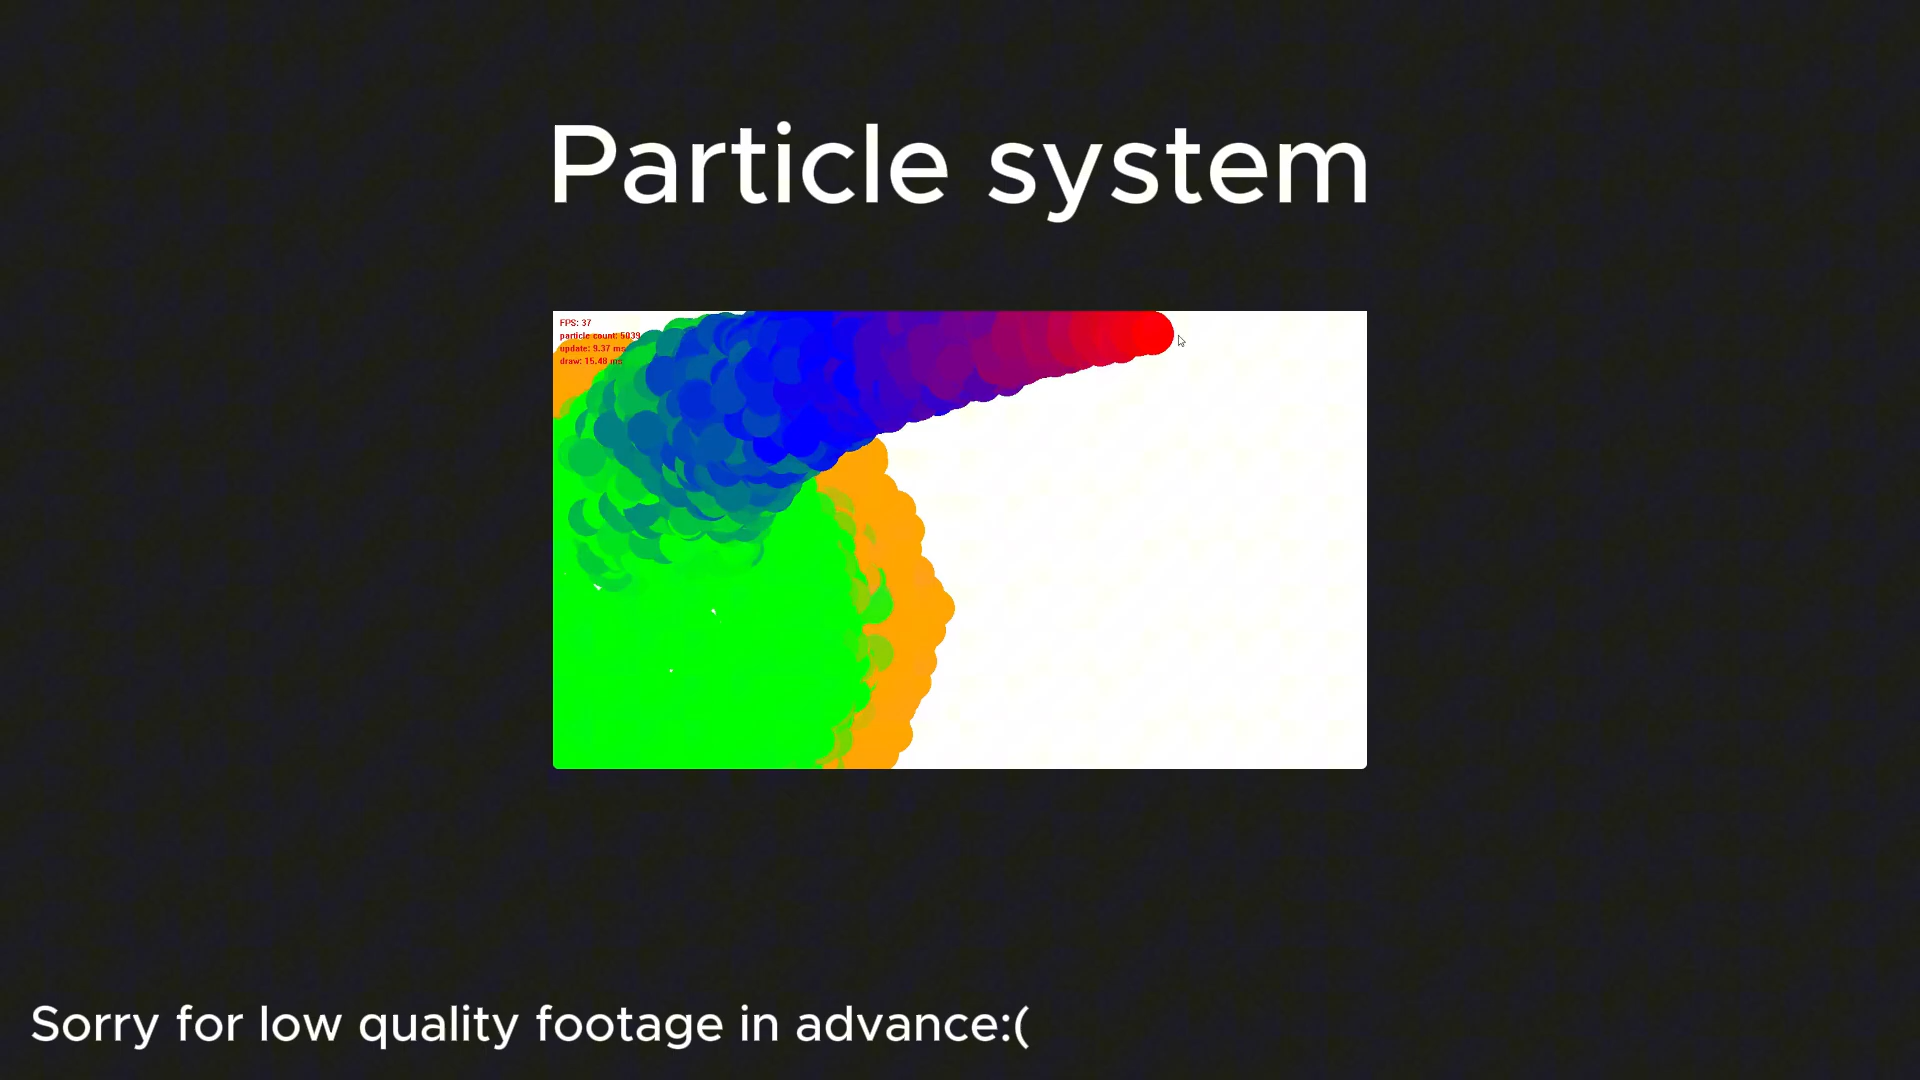 Particle system
FPS: 37
particle count: 5039
update: 9.37 ms
draw: 15.48 ms
Sorry for low quality footage in advance:(